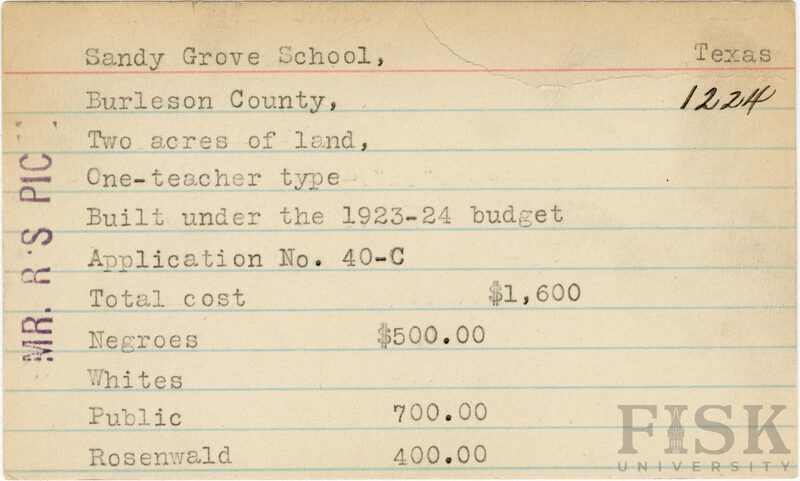 Sandy Grove School, Texas
Burleson County, 1224
Two acres of land,
One-teacher type
Built under the 1923-24 budget
Application No. 40-C
Total cost $1,600
Negroes $500.00
Whites
Public 700.00
Rosenwald 400.00
MR. R'S PIC
FISK
UNIVERSITY